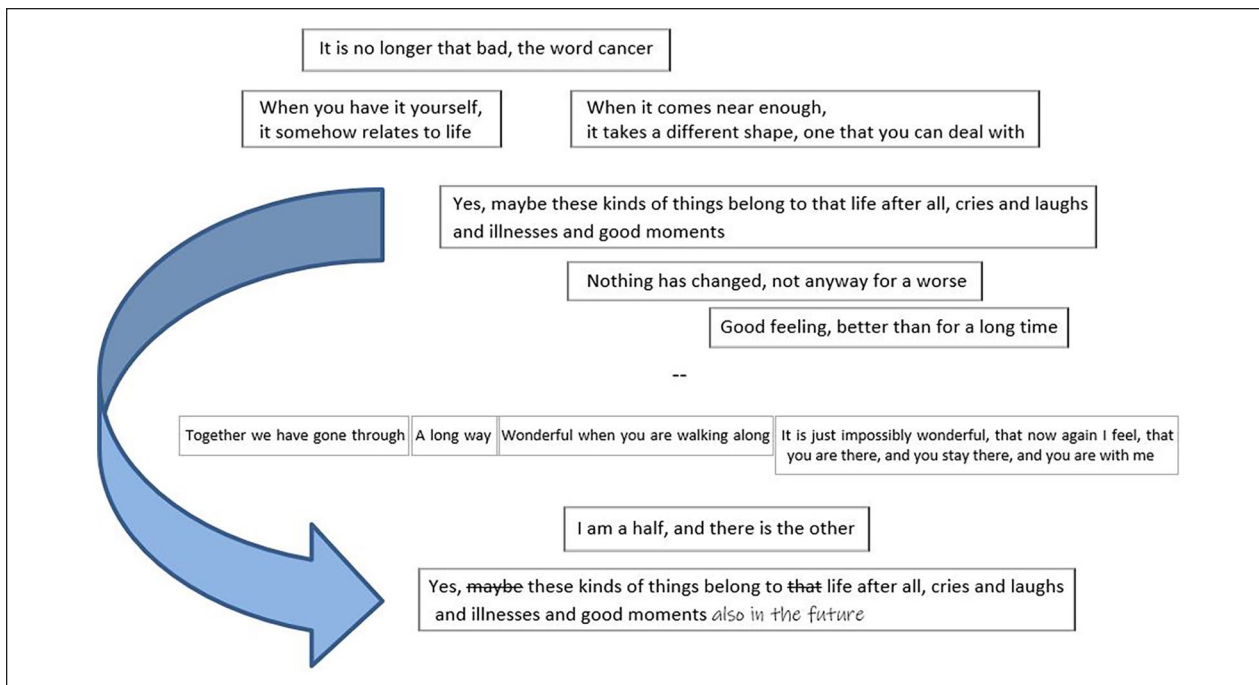 It is no longer that bad, the word cancer
When you have it yourself,
it somehow relates to life
When it comes near enough,
it takes a different shape, one that you can deal with
Yes, maybe these kinds of things belong to that life after all, cries and laughs
and illnesses and good moments
Nothing has changed, not anyway for a worse
Good feeling, better than for a long time
--
Together we have gone through
A long way
Wonderful when you are walking along
It is just impossibly wonderful, that now again I feel, that
you are there, and you stay there, and you are with me
I am a half, and there is the other
Yes, maybe these kinds of things belong to that life after all, cries and laughs
and illnesses and good moments also in the future